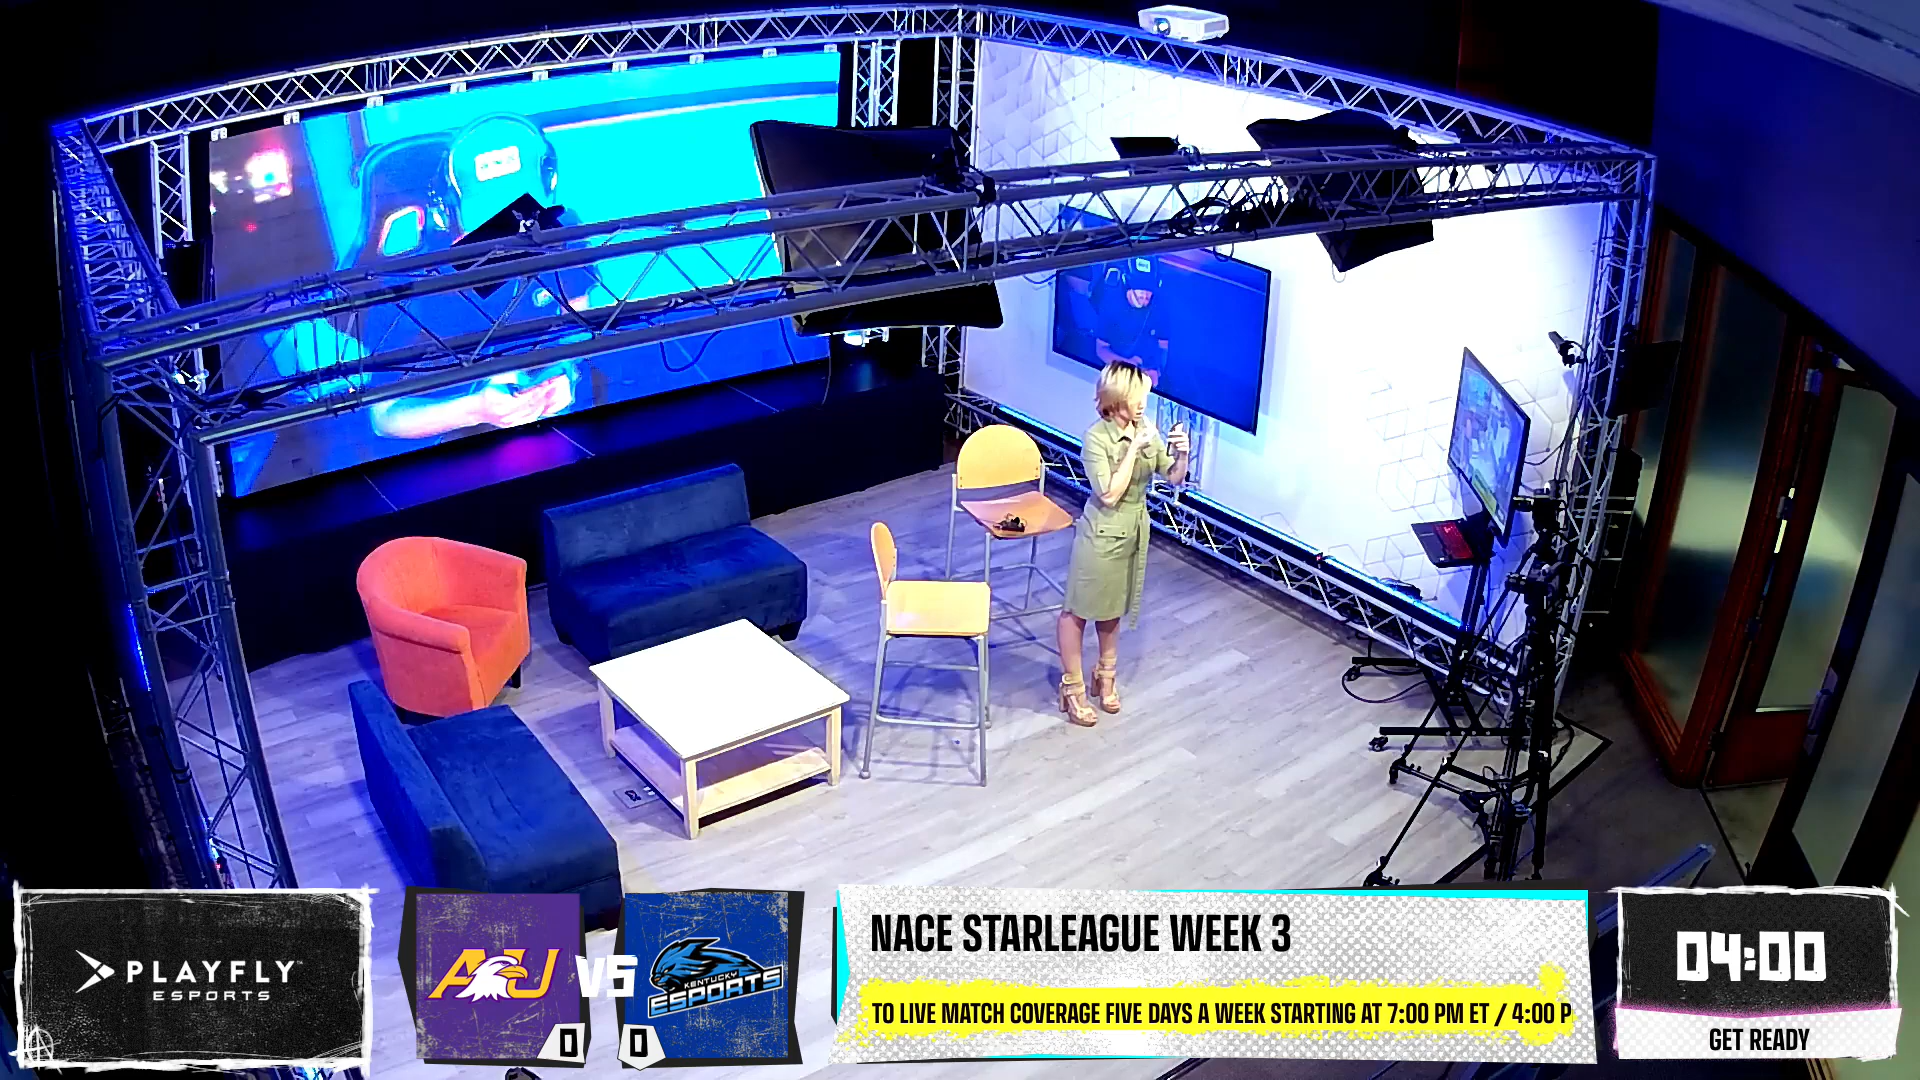 PLAYFLY™
ESPORTS
AU
VS
KENTUCKY
ESPORTS
0
0
NACE STARLEAGUE WEEK 3
TO LIVE MATCH COVERAGE FIVE DAYS A WEEK STARTING AT 7:00 PM ET / 4:00 P
04:00
GET READY